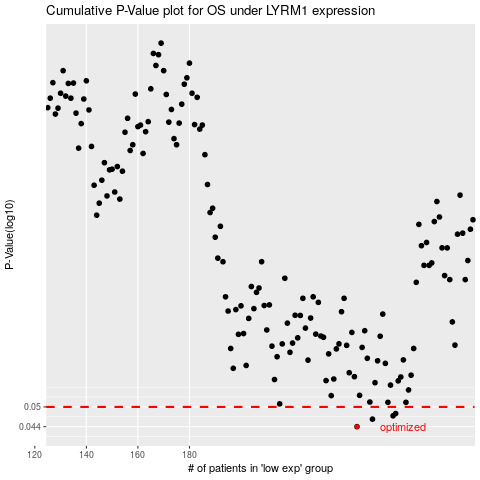 Cumulative P-Value plot for OS under LYRM1 expression
P-Value(log10)
0.05
0.044
optimized
120 140 160 180
# of patients in 'low exp' group